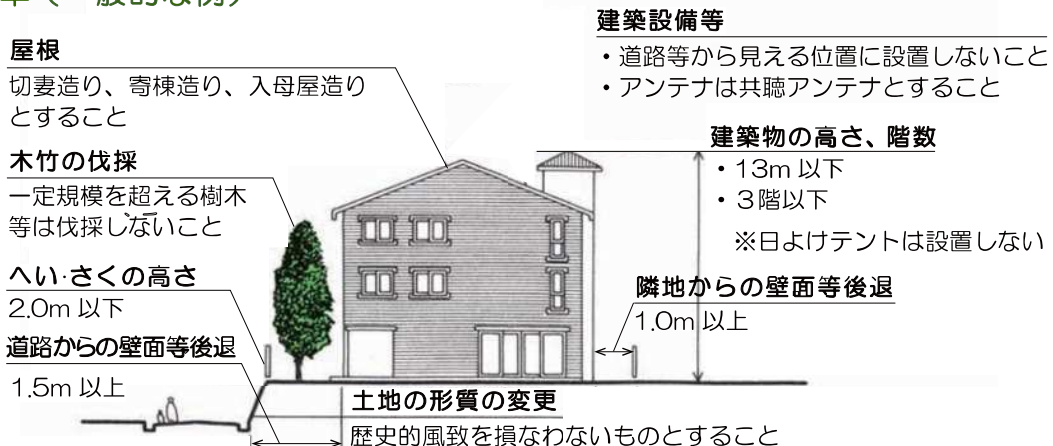 準（一般的な例）
屋根
切妻造り、寄棟造り、入母屋造り
とすること
木竹の伐採
一定規模を超える樹木
等は伐採しないこと
へい･さくの高さ
2.0m 以下
道路からの壁面等後退
1.5m 以上
土地の形質の変更
歴史的風致を損なわないものとすること
建築設備等
・道路等から見える位置に設置しないこと
・アンテナは共聴アンテナとすること
建築物の高さ、階数
・13m 以下
・３階以下
※日よけテントは設置しない
隣地からの壁面等後退
1.0m 以上